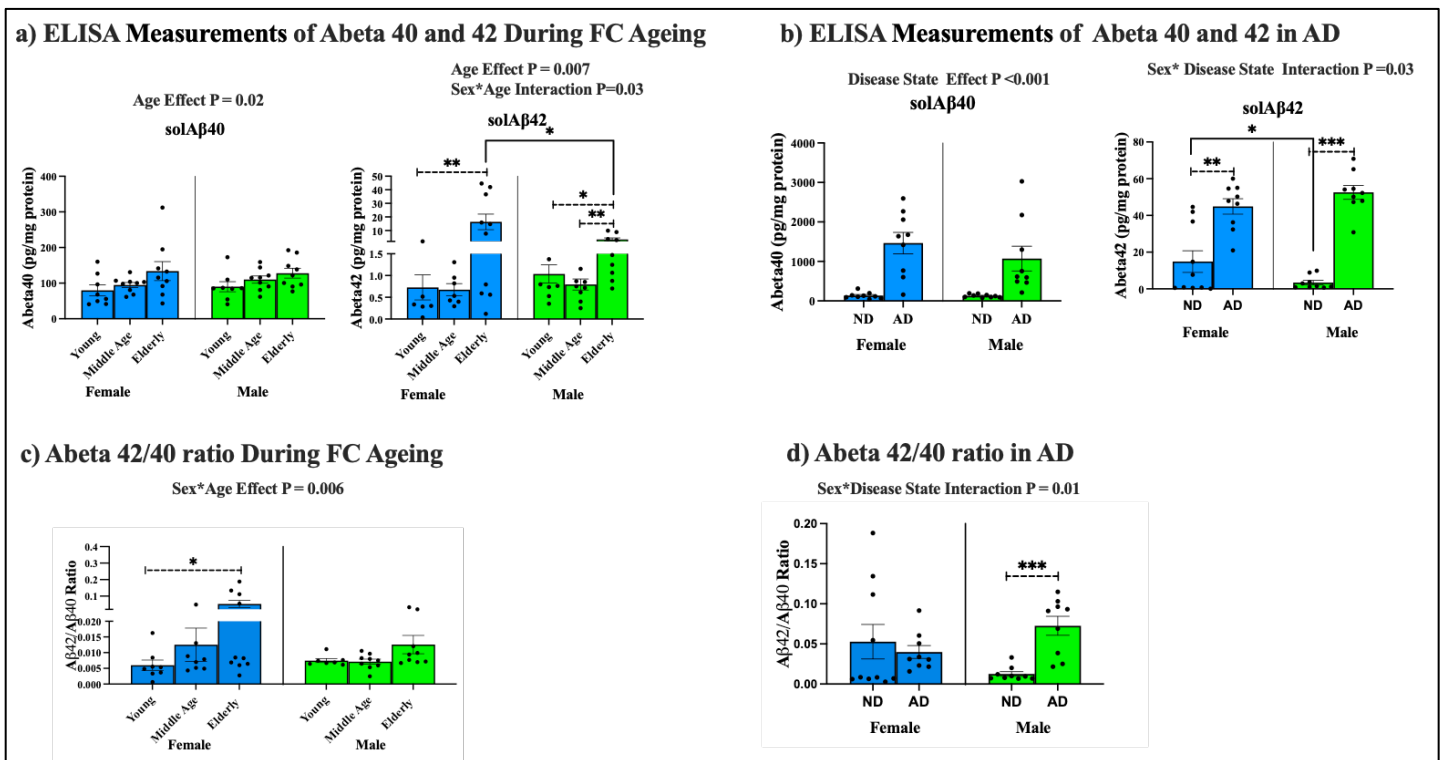 a) ELISA Measurements of Abeta 40 and 42 During FC Ageing
Age Effect P = 0.02
solAβ40
Abeta40 (pg/mg protein)
400
300
200
100
0
Young
Middle Age
Elderly
Young
Middle Age
Elderly
Female
Male
Age Effect P = 0.007
Sex*Age Interaction P=0.03
solAβ42
*
**
*
**
Abeta42 (pg/mg protein)
50
40
30
20
10
1.5
1.0
0.5
0.0
Young
Middle Age
Elderly
Young
Middle Age
Elderly
Female
Male
b) ELISA Measurements of Abeta 40 and 42 in AD
Disease State Effect P <0.001
solAβ40
Abeta40 (pg/mg protein)
4000
3000
2000
1000
0
ND
AD
ND
AD
Female
Male
Sex* Disease State Interaction P =0.03
solAβ42
*
**
***
Abeta42 (pg/mg protein)
80
60
40
20
0
ND
AD
ND
AD
Female
Male
c) Abeta 42/40 ratio During FC Ageing
Sex*Age Effect P = 0.006
*
Aβ42/Aβ40 Ratio
0.4
0.3
0.2
0.1
0.020
0.015
0.010
0.005
0.000
Young
Middle Age
Elderly
Young
Middle Age
Elderly
Female
Male
d) Abeta 42/40 ratio in AD
Sex*Disease State Interaction P = 0.01
***
Aβ42/Aβ40 Ratio
0.20
0.15
0.10
0.05
0.00
ND
AD
ND
AD
Female
Male